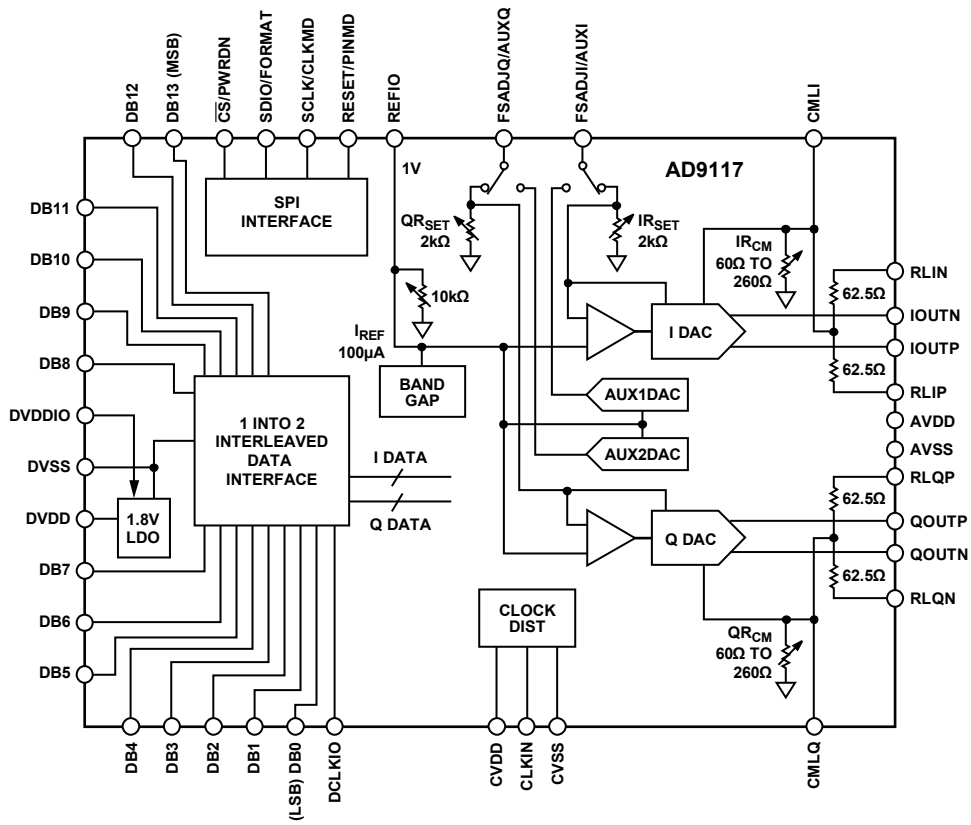 DB12
DB13 (MSB)
CS/PWRDN
SDIO/FORMAT
SCLK/CLKMD
RESET/PINMD
REFIO
FSADJQ/AUXQ
FSADJI/AUXI
CMLI
AD9117
1V
SPI
INTERFACE
QRSET
2kΩ
IRSET
2kΩ
IRCM
60Ω TO
260Ω
10kΩ
IREF
100µA
BAND
GAP
I DAC
AUX1DAC
AUX2DAC
62.5Ω
62.5Ω
RLIN
IOUTN
IOUTP
RLIP
AVDD
AVSS
RLQP
QOUTP
QOUTN
RLQN
62.5Ω
62.5Ω
DB11
DB10
DB9
DB8
DVDDIO
DVSS
DVDD
DB7
DB6
DB5
1 INTO 2
INTERLEAVED
DATA
INTERFACE
I DATA
Q DATA
1.8V
LDO
Q DAC
CLOCK
DIST
QRCM
60Ω TO
260Ω
DB4
DB3
DB2
DB1
(LSB) DB0
DCLKIO
CVDD
CLKIN
CVSS
CMLQ